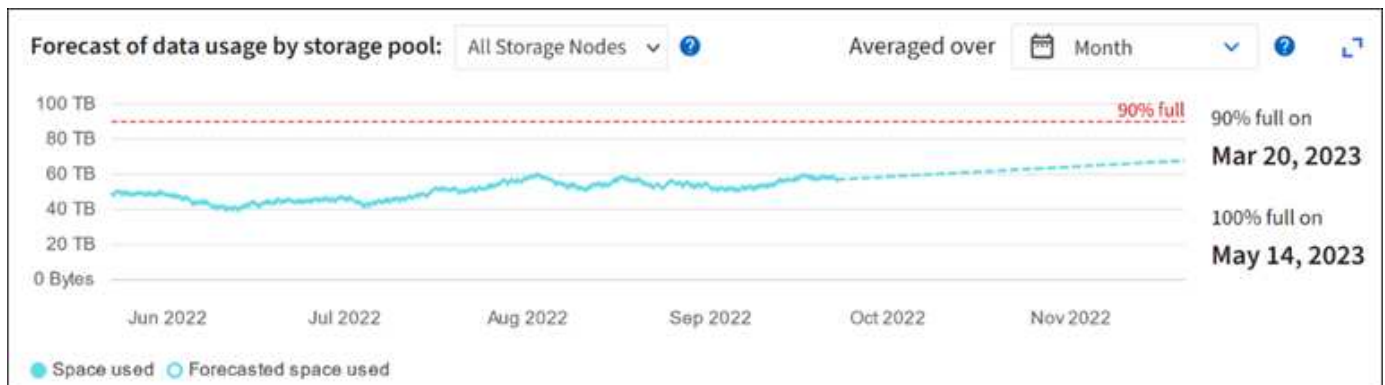 Forecast of data usage by storage pool: All Storage Nodes ? Averaged over Month ?
100 TB
90% full
90% full on
80 TB
Mar 20, 2023
60 TB
40 TB
100% full on
20 TB
May 14, 2023
0 Bytes
Jun 2022 Jul 2022 Aug 2022 Sep 2022 Oct 2022 Nov 2022
Space used Forecasted space used